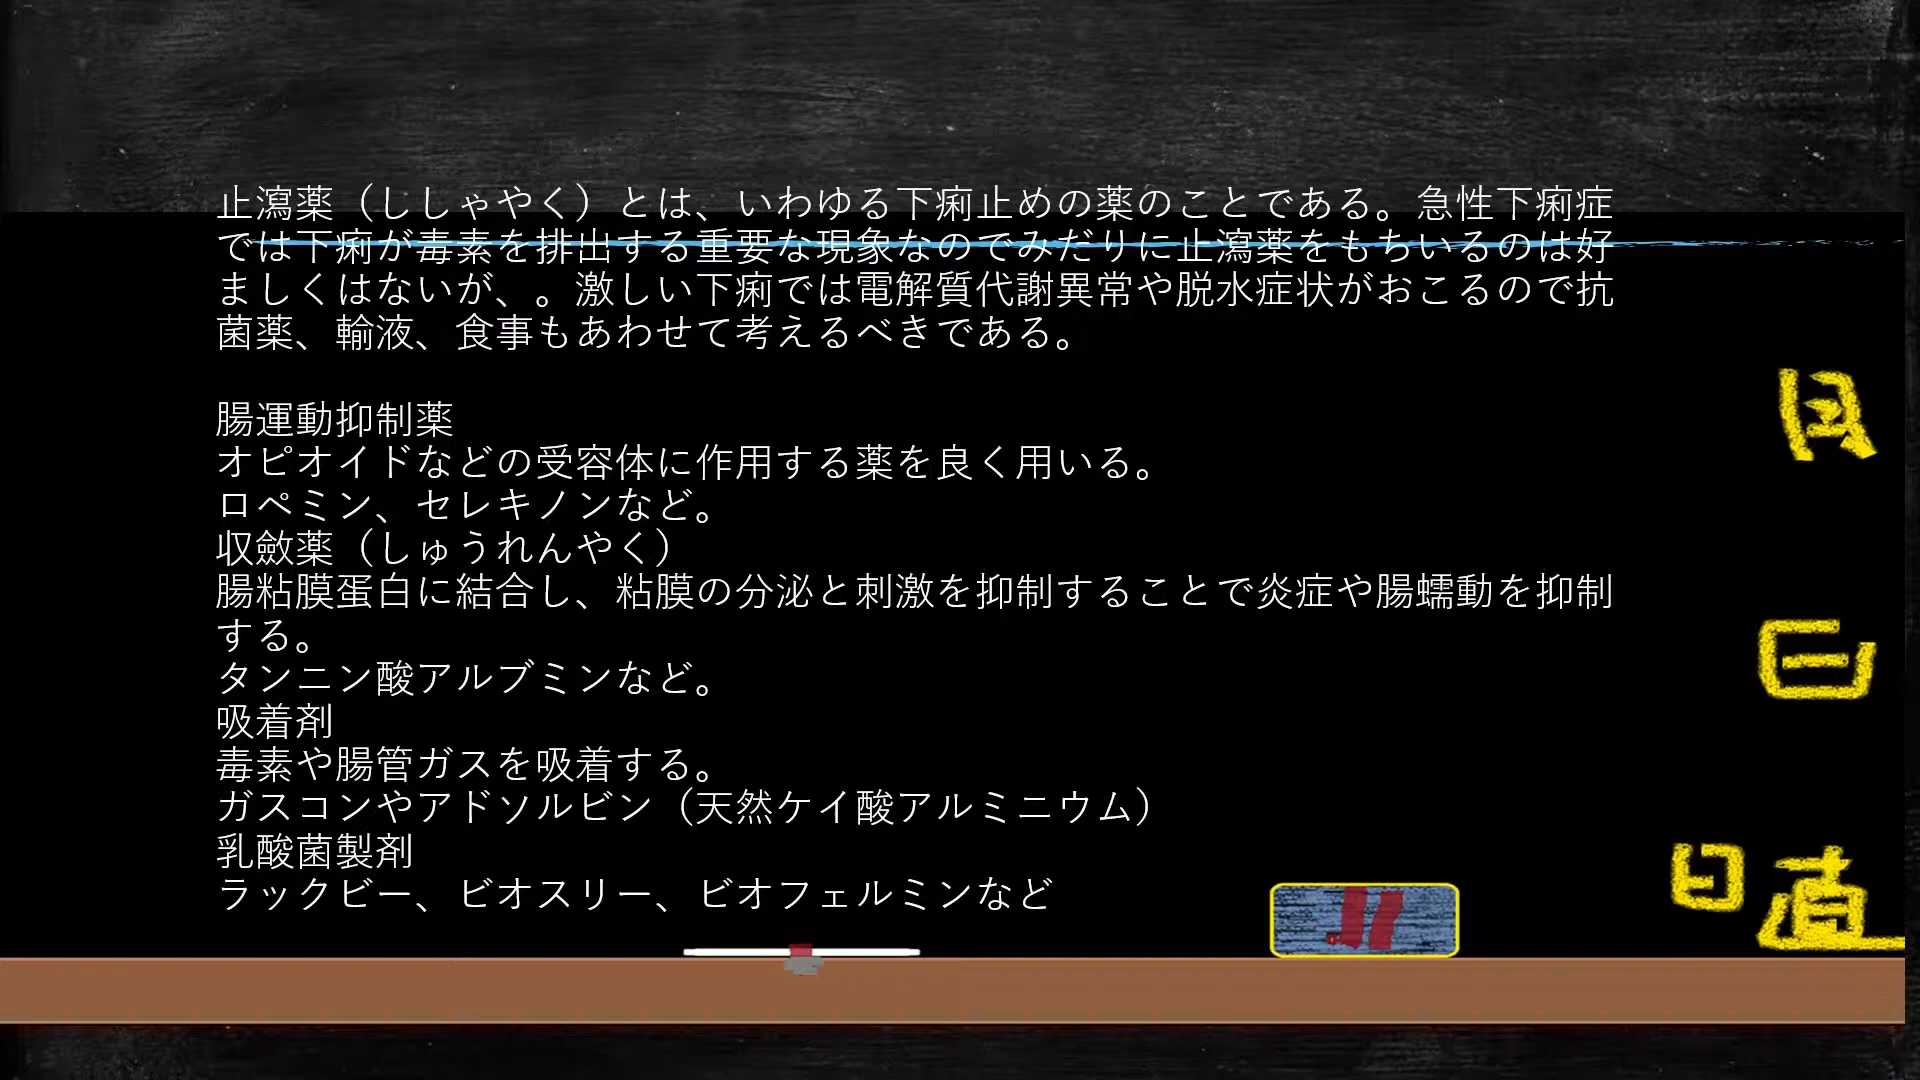 止瀉薬（ししゃやく）とは、いわゆる下痢止めの薬のことである。急性下痢症
では下痢が毒素を排出する重要な現象なのでみだりに止瀉薬をもちいるのは好
ましくはないが、。激しい下痢では電解質代謝異常や脱水症状がおこるので抗
菌薬、輸液、食事もあわせて考えるべきである。
腸運動抑制薬
オピオイドなどの受容体に作用する薬を良く用いる。
ロペミン、セレキノンなど。
収斂薬（しゅうれんやく）
腸粘膜蛋白に結合し、粘膜の分泌と刺激を抑制することで炎症や腸蠕動を抑制
する。
タンニン酸アルブミンなど。
吸着剤
毒素や腸管ガスを吸着する。
ガスコンやアドソルビン（天然ケイ酸アルミニウム）
乳酸菌製剤
ラックビー、ビオスリー、ビオフェルミンなど
月
日
日直